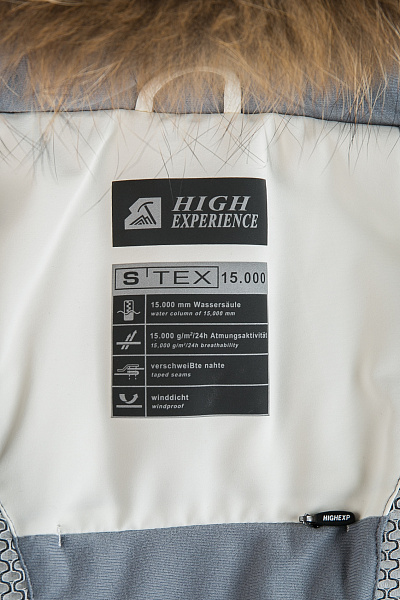 HIGH
EXPERIENCE
S'TEX 15.000
15.000 mm Wassersäule
water column of 15,000 mm
15.000 g/m²/24h Atmungsaktivität
15,000 g/m²/24h breathability
verschweißte nahte
taped seams
winddicht
windproof
HIGHEXP